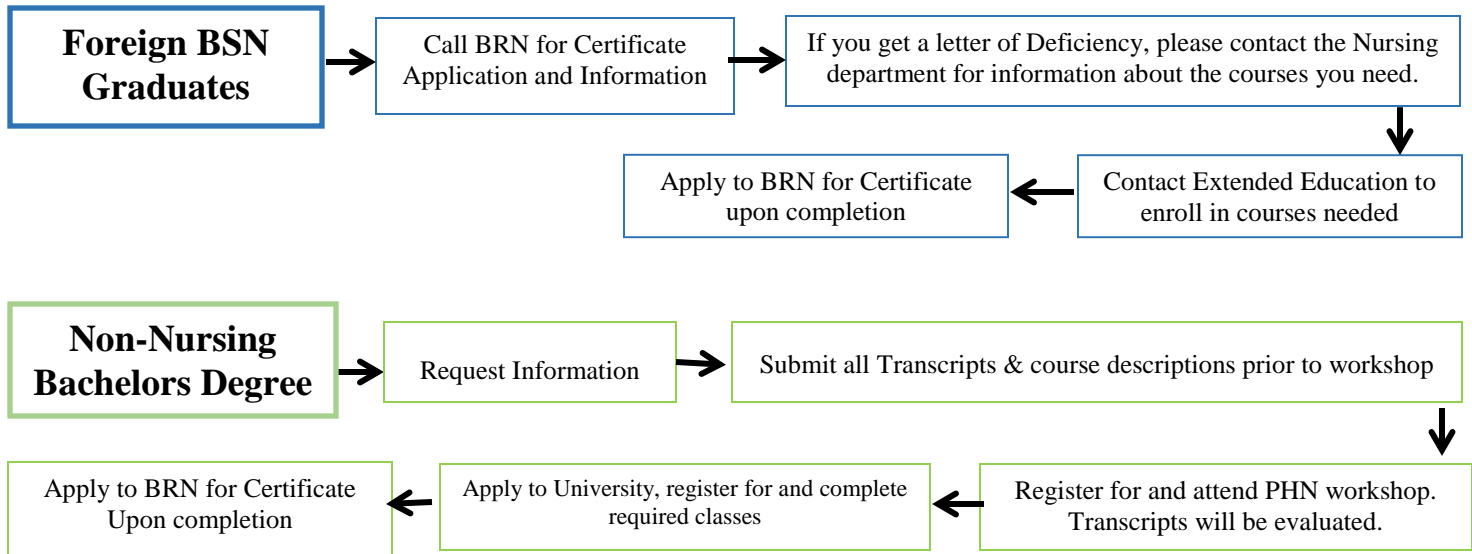 Foreign BSN
Graduates
Call BRN for Certificate
Application and Information
If you get a letter of Deficiency, please contact the Nursing
department for information about the courses you need.
Contact Extended Education to
enroll in courses needed
Apply to BRN for Certificate
upon completion
Non-Nursing
Bachelors Degree
Request Information
Submit all Transcripts & course descriptions prior to workshop
Register for and attend PHN workshop.
Transcripts will be evaluated.
Apply to University, register for and complete
required classes
Apply to BRN for Certificate
Upon completion